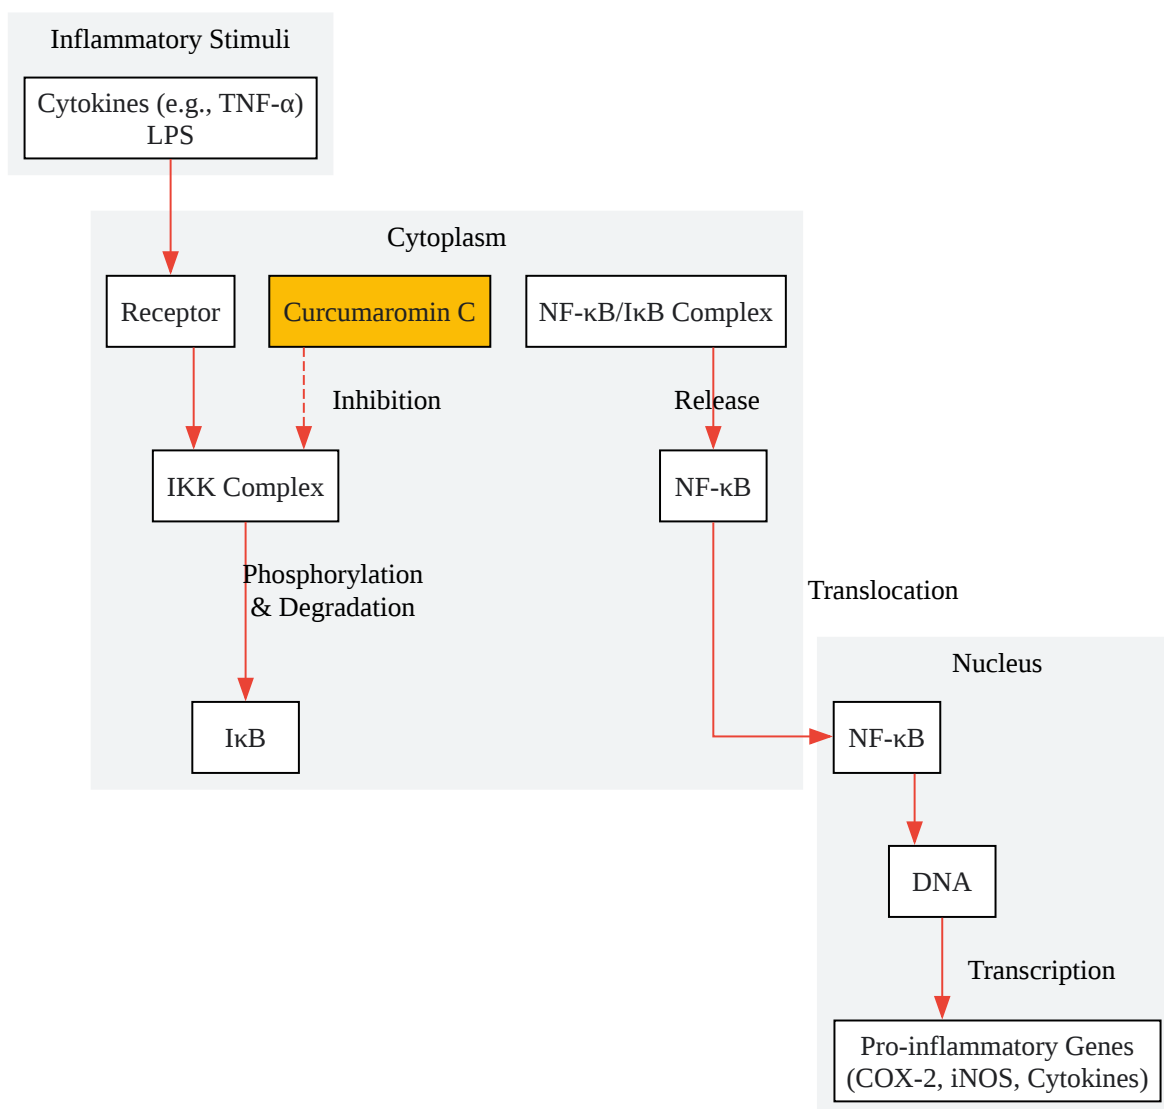 Inflammatory Stimuli
Cytokines (e.g., TNF-α)
LPS
Cytoplasm
Receptor
Curcumaromin C
NF-κB/IκB Complex
Inhibition
Release
IKK Complex
NF-κB
Phosphorylation
& Degradation
Translocation
Nucleus
IκB
NF-κB
DNA
Transcription
Pro-inflammatory Genes
(COX-2, iNOS, Cytokines)